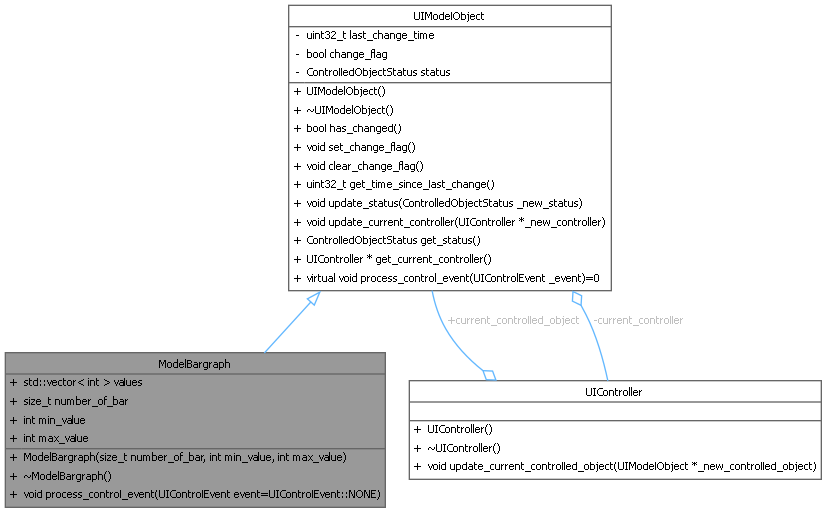 UIModelObject
- uint32_t last_change_time
- bool change_flag
- ControlledObjectStatus status
+ UIModelObject()
+ ~UIModelObject()
+ bool has_changed()
+ void set_change_flag()
+ void clear_change_flag()
+ uint32_t get_time_since_last_change()
+ void update_status(ControlledObjectStatus _new_status)
+ void update_current_controller(UIController *_new_controller)
+ ControlledObjectStatus get_status()
+ UIController * get_current_controller()
+ virtual void process_control_event(UIControlEvent _event)=0
+current_controlled_object
-current_controller
ModelBargraph
+ std::vector< int > values
+ size_t number_of_bar
+ int min_value
+ int max_value
+ ModelBargraph(size_t number_of_bar, int min_value, int max_value)
+ ~ModelBargraph()
+ void process_control_event(UIControlEvent event=UIControlEvent::NONE)
UIController
+ UIController()
+ ~UIController()
+ void update_current_controlled_object(UIModelObject *_new_controlled_object)